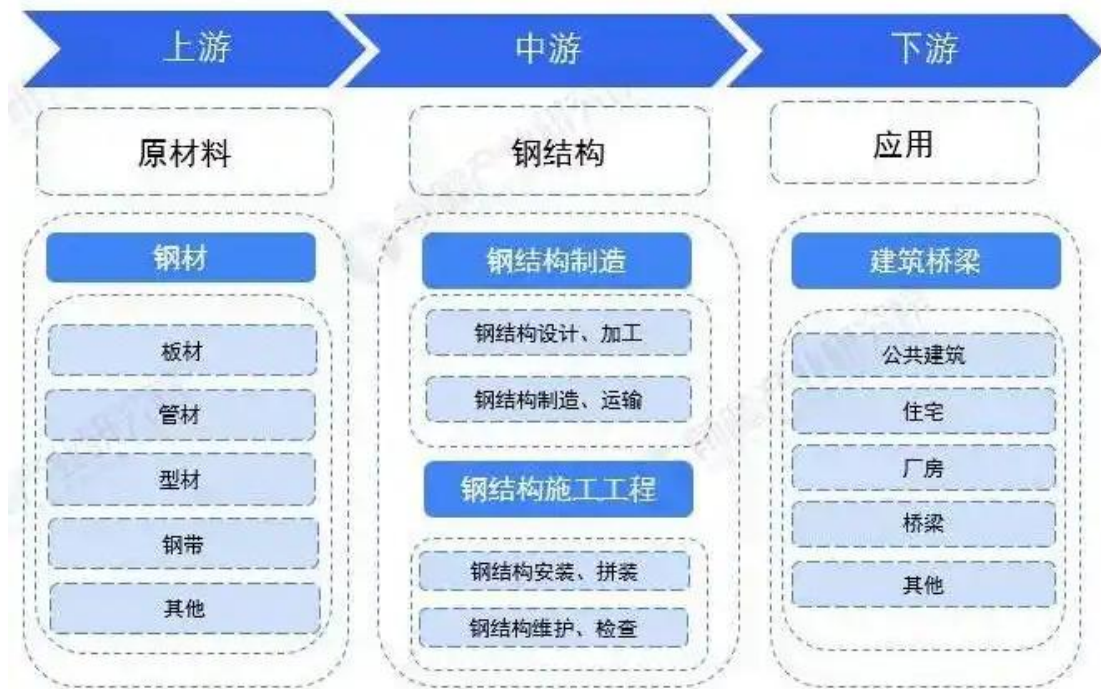 上游
中游
下游
原材料
钢结构
应用
钢材
板材
管材
型材
钢带
其他
钢结构制造
钢结构设计、加工
钢结构制造、运输
钢结构施工工程
钢结构安装、拼装
钢结构维护、检查
建筑桥梁
公共建筑
住宅
厂房
桥梁
其他